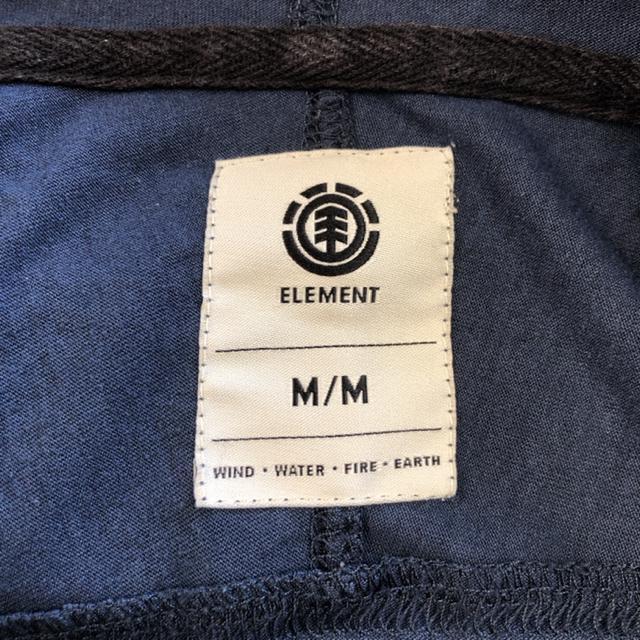 ELEMENT
M/M
WIND · WATER · FIRE · EARTH